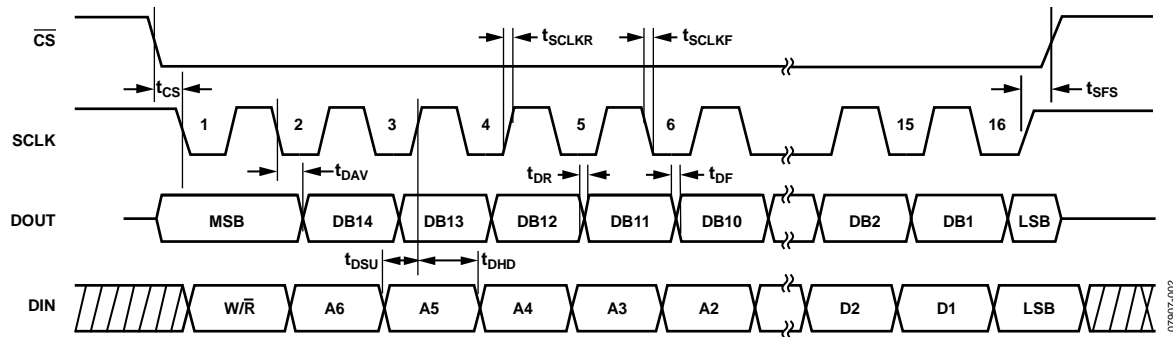 CS tSCLKR tSCLKF
tCS tSFS
SCLK 1 2 3 4 5 6 15 16
tDAV tDR tDF
DOUT MSB DB14 DB13 DB12 DB11 DB10 DB2 DB1 LSB
tDSU tDHD
DIN W/R A6 A5 A4 A3 A2 D2 D1 LSB
07907-002